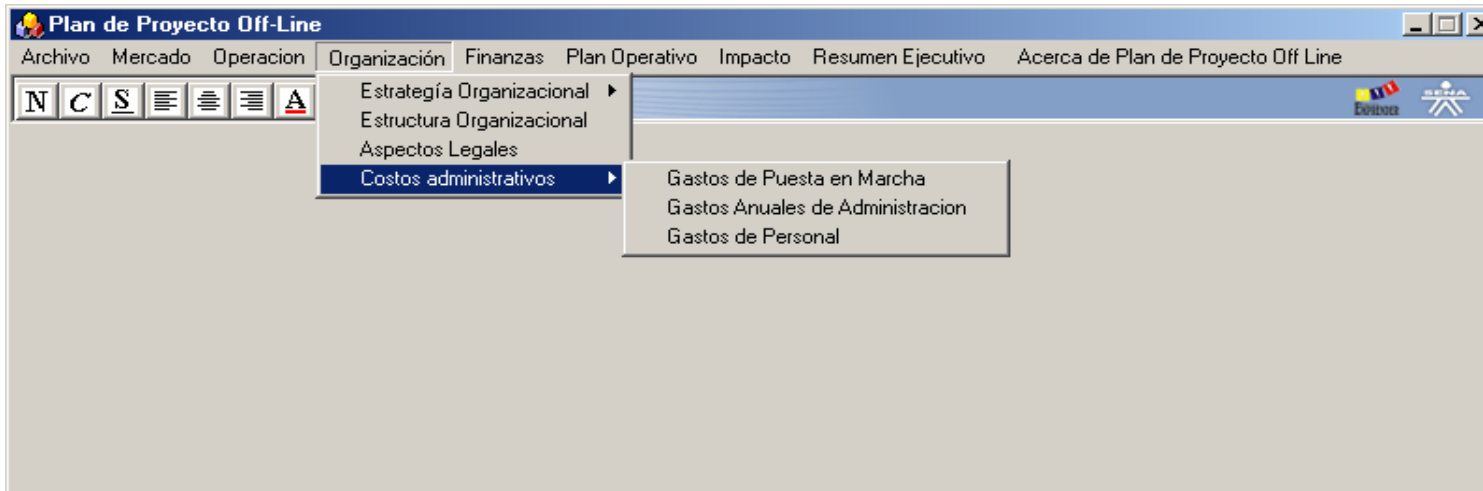 Plan de Proyecto Off-Line
Archivo Mercado Operacion Organización Finanzas Plan Operativo Impacto Resumen Ejecutivo Acerca de Plan de Proyecto Off Line
N C S A
SENA
Estrategía Organizacional
Estructura Organizacional
Aspectos Legales
Costos administrativos
Gastos de Puesta en Marcha
Gastos Anuales de Administracion
Gastos de Personal